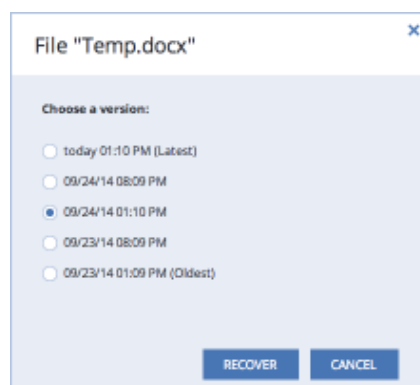 File "Temp.docx"
Choose a version:
today 01:10 PM (Latest)
09/24/14 08:09 PM
09/24/14 01:10 PM
09/23/14 08:09 PM
09/23/14 01:09 PM (Oldest)
RECOVER CANCEL